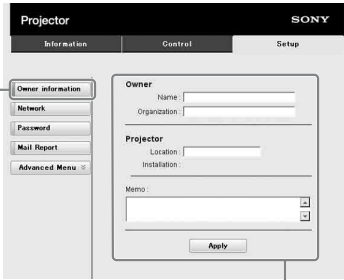 Projector SONY
Information Control Setup
Owner information
Network
Password
Mail Report
Advanced Menu
Owner
Name :
Organization :
Projector
Location :
Installation :
Memo :
Apply